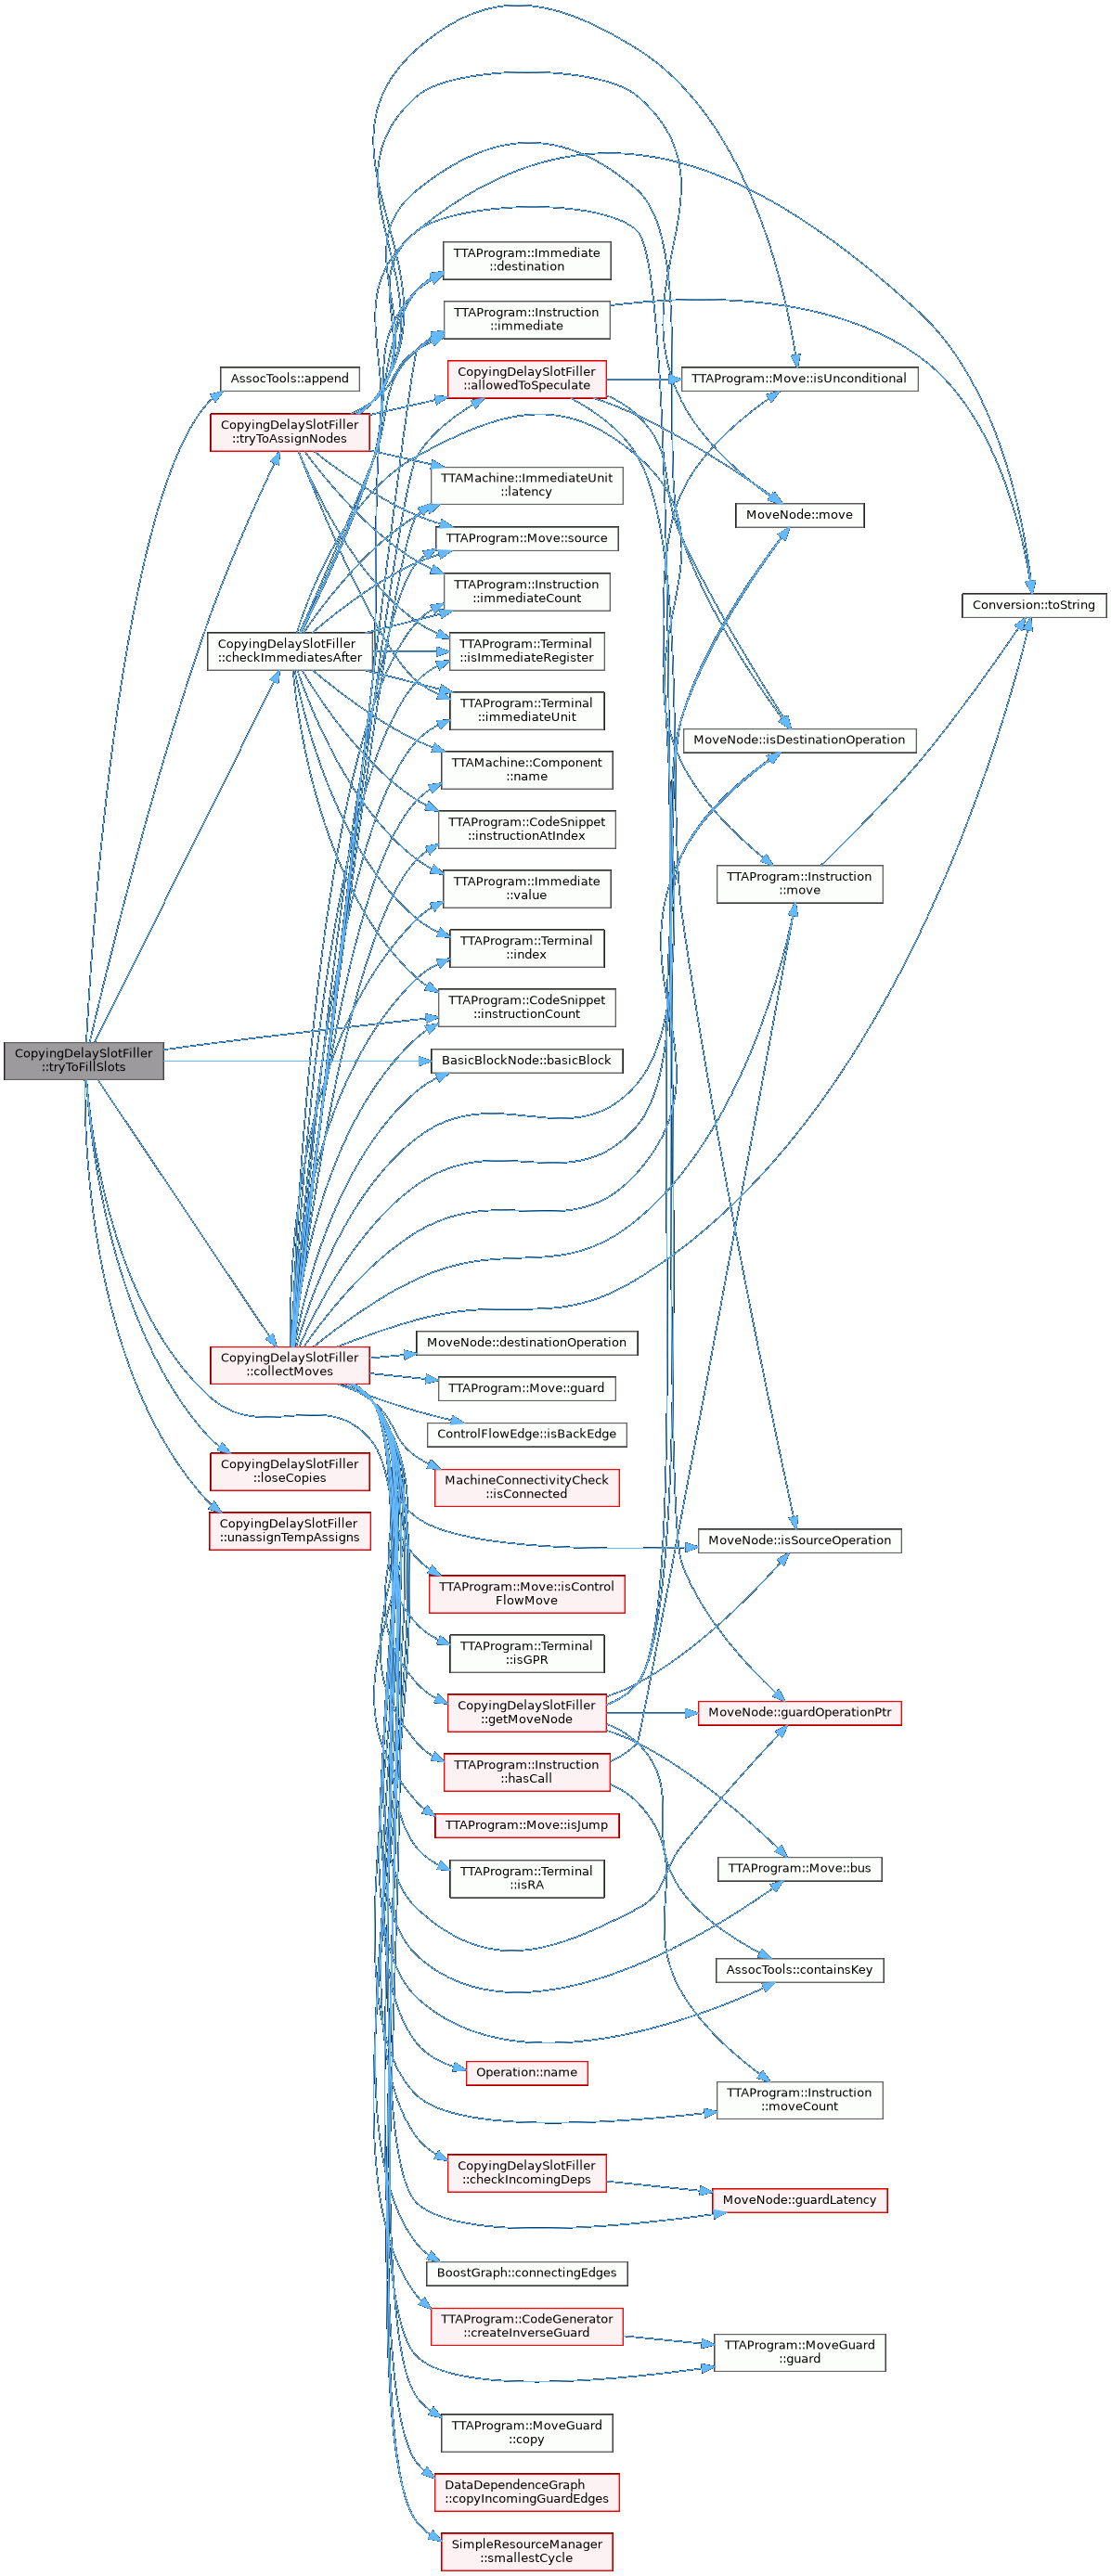 TTAProgram::Immediate
::destination
TTAProgram::Instruction
::immediate
AssocTools::append
CopyingDelaySlotFiller
::allowedToSpeculate
TTAProgram::Move::isUnconditional
CopyingDelaySlotFiller
::tryToAssignNodes
TTAMachine::ImmediateUnit
::latency
MoveNode::move
TTAProgram::Move::source
TTAProgram::Instruction
::immediateCount
Conversion::toString
CopyingDelaySlotFiller
::checkImmediatesAfter
TTAProgram::Terminal
::isImmediateRegister
TTAProgram::Terminal
::immediateUnit
MoveNode::isDestinationOperation
TTAMachine::Component
::name
TTAProgram::CodeSnippet
::instructionAtIndex
TTAProgram::Immediate
::value
TTAProgram::Instruction
::move
TTAProgram::Terminal
::index
TTAProgram::CodeSnippet
::instructionCount
CopyingDelaySlotFiller
::tryToFillSlots
BasicBlockNode::basicBlock
MoveNode::destinationOperation
CopyingDelaySlotFiller
::collectMoves
TTAProgram::Move::guard
ControlFlowEdge::isBackEdge
CopyingDelaySlotFiller
::loseCopies
MachineConnectivityCheck
::isConnected
CopyingDelaySlotFiller
::unassignTempAssigns
MoveNode::isSourceOperation
TTAProgram::Move::isControl
FlowMove
TTAProgram::Terminal
::isGPR
CopyingDelaySlotFiller
::getMoveNode
MoveNode::guardOperationPtr
TTAProgram::Instruction
::hasCall
TTAProgram::Move::isJump
TTAProgram::Terminal
::isRA
TTAProgram::Move::bus
AssocTools::containsKey
Operation::name
TTAProgram::Instruction
::moveCount
CopyingDelaySlotFiller
::checkIncomingDeps
MoveNode::guardLatency
BoostGraph::connectingEdges
TTAProgram::CodeGenerator
::createInverseGuard
TTAProgram::MoveGuard
::guard
TTAProgram::MoveGuard
::copy
DataDependenceGraph
::copyIncomingGuardEdges
SimpleResourceManager
::smallestCycle